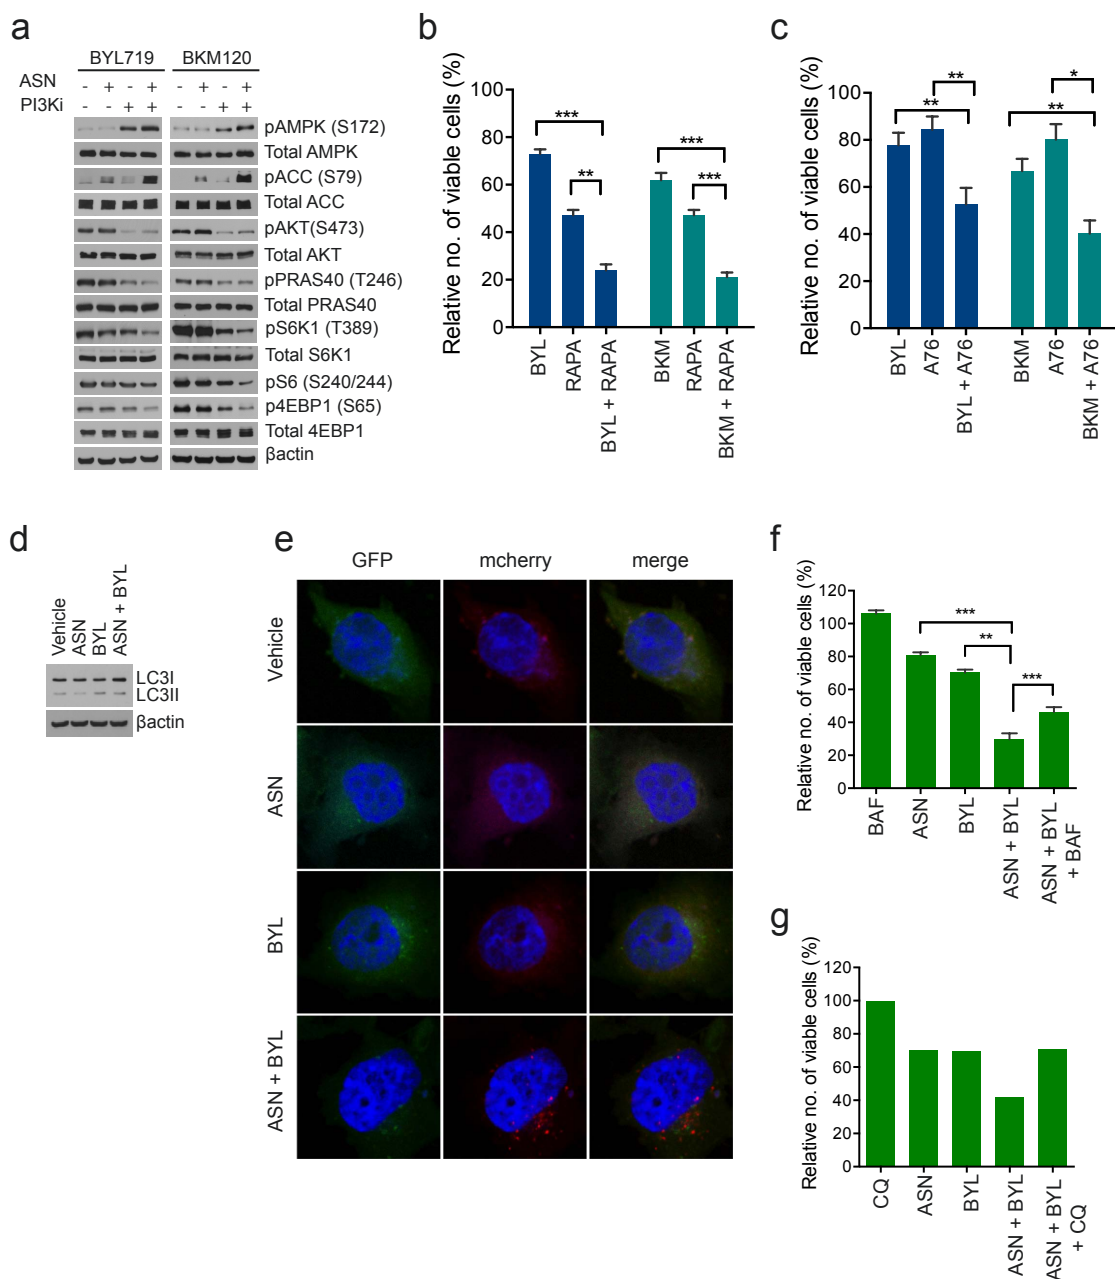 a
BYL719 BKM120
ASN - + - + - + - +
PI3Ki - - + + - - + +
pAMPK (S172)
Total AMPK
pACC (S79)
Total ACC
pAKT(S473)
Total AKT
pPRAS40 (T246)
Total PRAS40
pS6K1 (T389)
Total S6K1
pS6 (S240/244)
p4EBP1 (S65)
Total 4EBP1
βactin
b
Relative no. of viable cells (%)
100
80
60
40
20
0
***
**
***
***
BYL
RAPA
BYL + RAPA
BKM
RAPA
BKM + RAPA
c
Relative no. of viable cells (%)
100
80
60
40
20
0
**
**
*
**
BYL
A76
BYL + A76
BKM
A76
BKM + A76
d
Vehicle
ASN
BYL
ASN + BYL
LC3I
LC3II
βactin
e
GFP mcherry merge
Vehicle
ASN
BYL
ASN + BYL
f
Relative no. of viable cells (%)
120
100
80
60
40
20
0
***
**
***
BAF
ASN
BYL
ASN + BYL
ASN + BYL
+ BAF
g
Relative no. of viable cells (%)
120
100
80
60
40
20
0
CQ
ASN
BYL
ASN + BYL
ASN + BYL
+ CQ